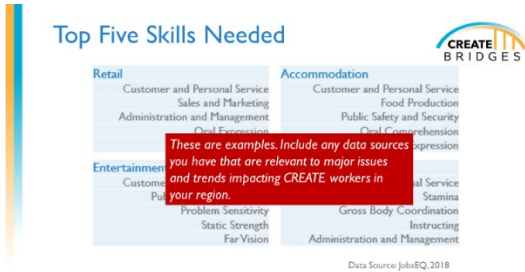 Top Five Skills Needed
CREATE
BRIDGES
Retail
Customer and Personal Service
Sales and Marketing
Administration and Management
Oral Expression
Accommodation
Customer and Personal Service
Food Production
Public Safety and Security
Oral Comprehension
xpression
These are examples. Include any data sources
you have that are relevant to major issues
and trends impacting CREATE workers in
your region.
Entertainment
Custome
Pub
Problem Sensitivity
Static Strength
Far Vision
al Service
Stamina
Gross Body Coordination
Instructing
Administration and Management
Data Source: JobsEQ, 2018